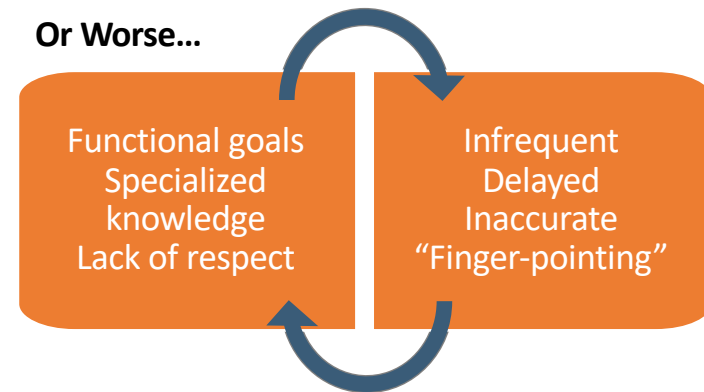 Or Worse...
Functional goals
Specialized
knowledge
Lack of respect
Infrequent
Delayed
Inaccurate
“Finger-pointing”